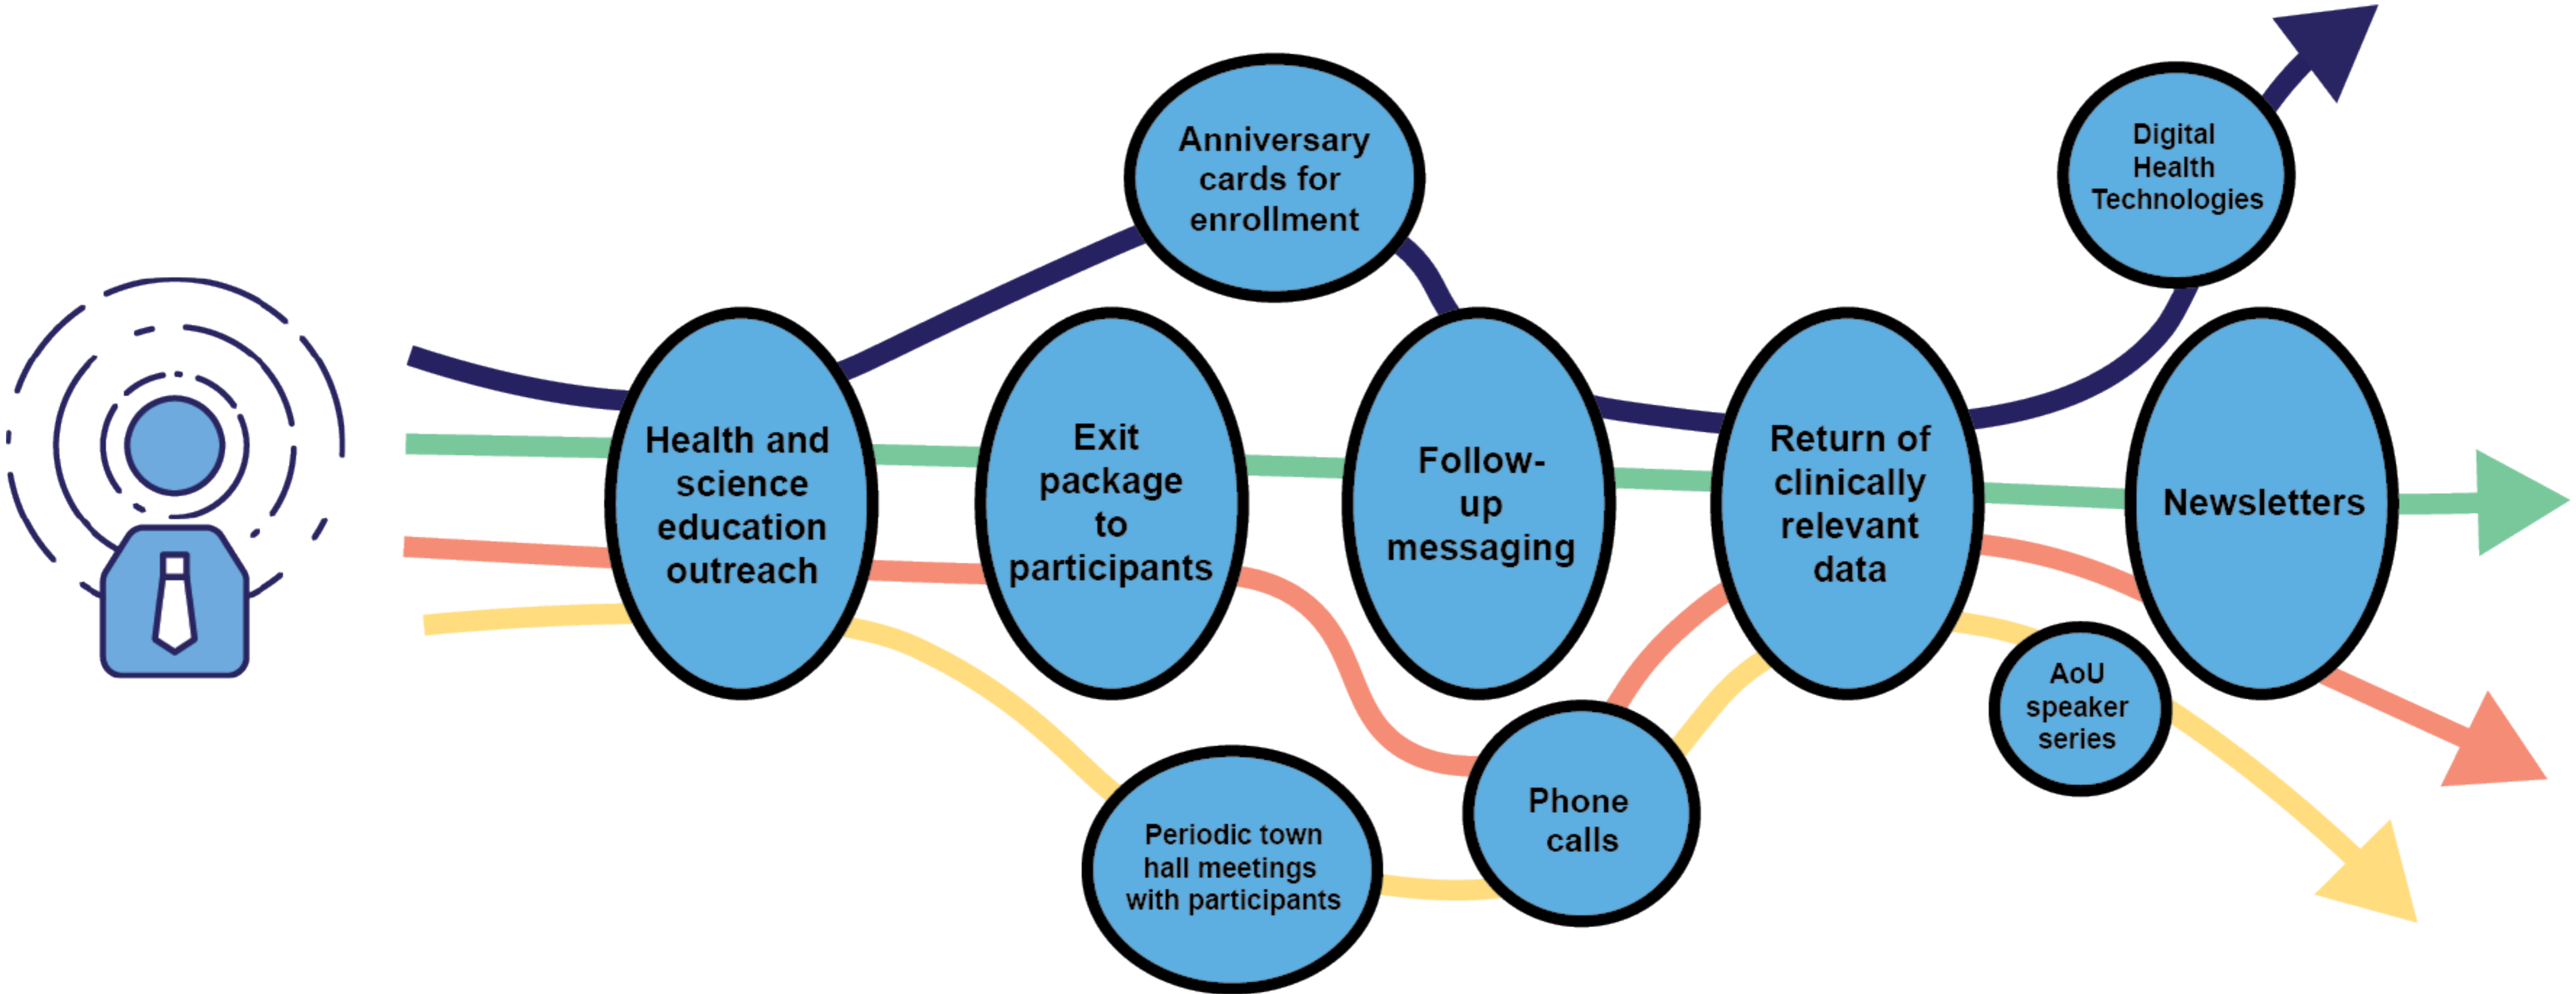 Anniversary
cards for
enrollment
Digital
Health
Technologies
Health and
science
education
outreach
Exit
package
to
participants
Follow-
up
messaging
Return of
clinically
relevant
data
Newsletters
AoU
speaker
series
Phone
calls
Periodic town
hall meetings
with participants